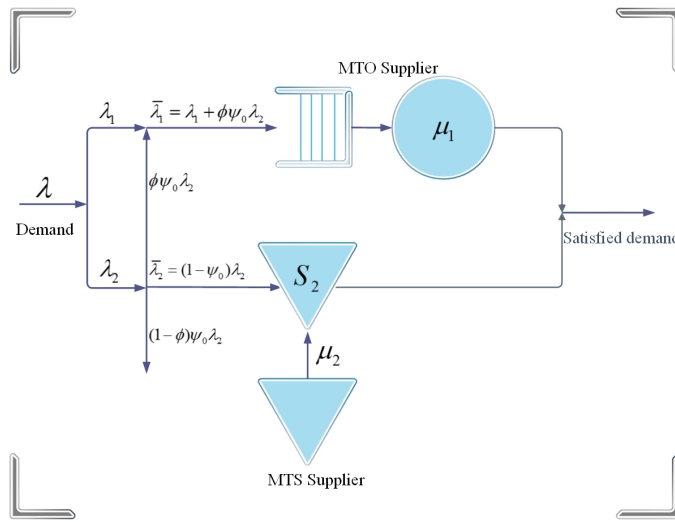 MTO Supplier
λ₁
λ̄₁ = λ₁ + ϕψ₀λ₂
μ₁
λ
Demand
ϕψ₀λ₂
Satisfied demand
λ₂
λ̄₂ = (1−ψ₀)λ₂
S₂
(1−ϕ)ψ₀λ₂
μ₂
MTS Supplier